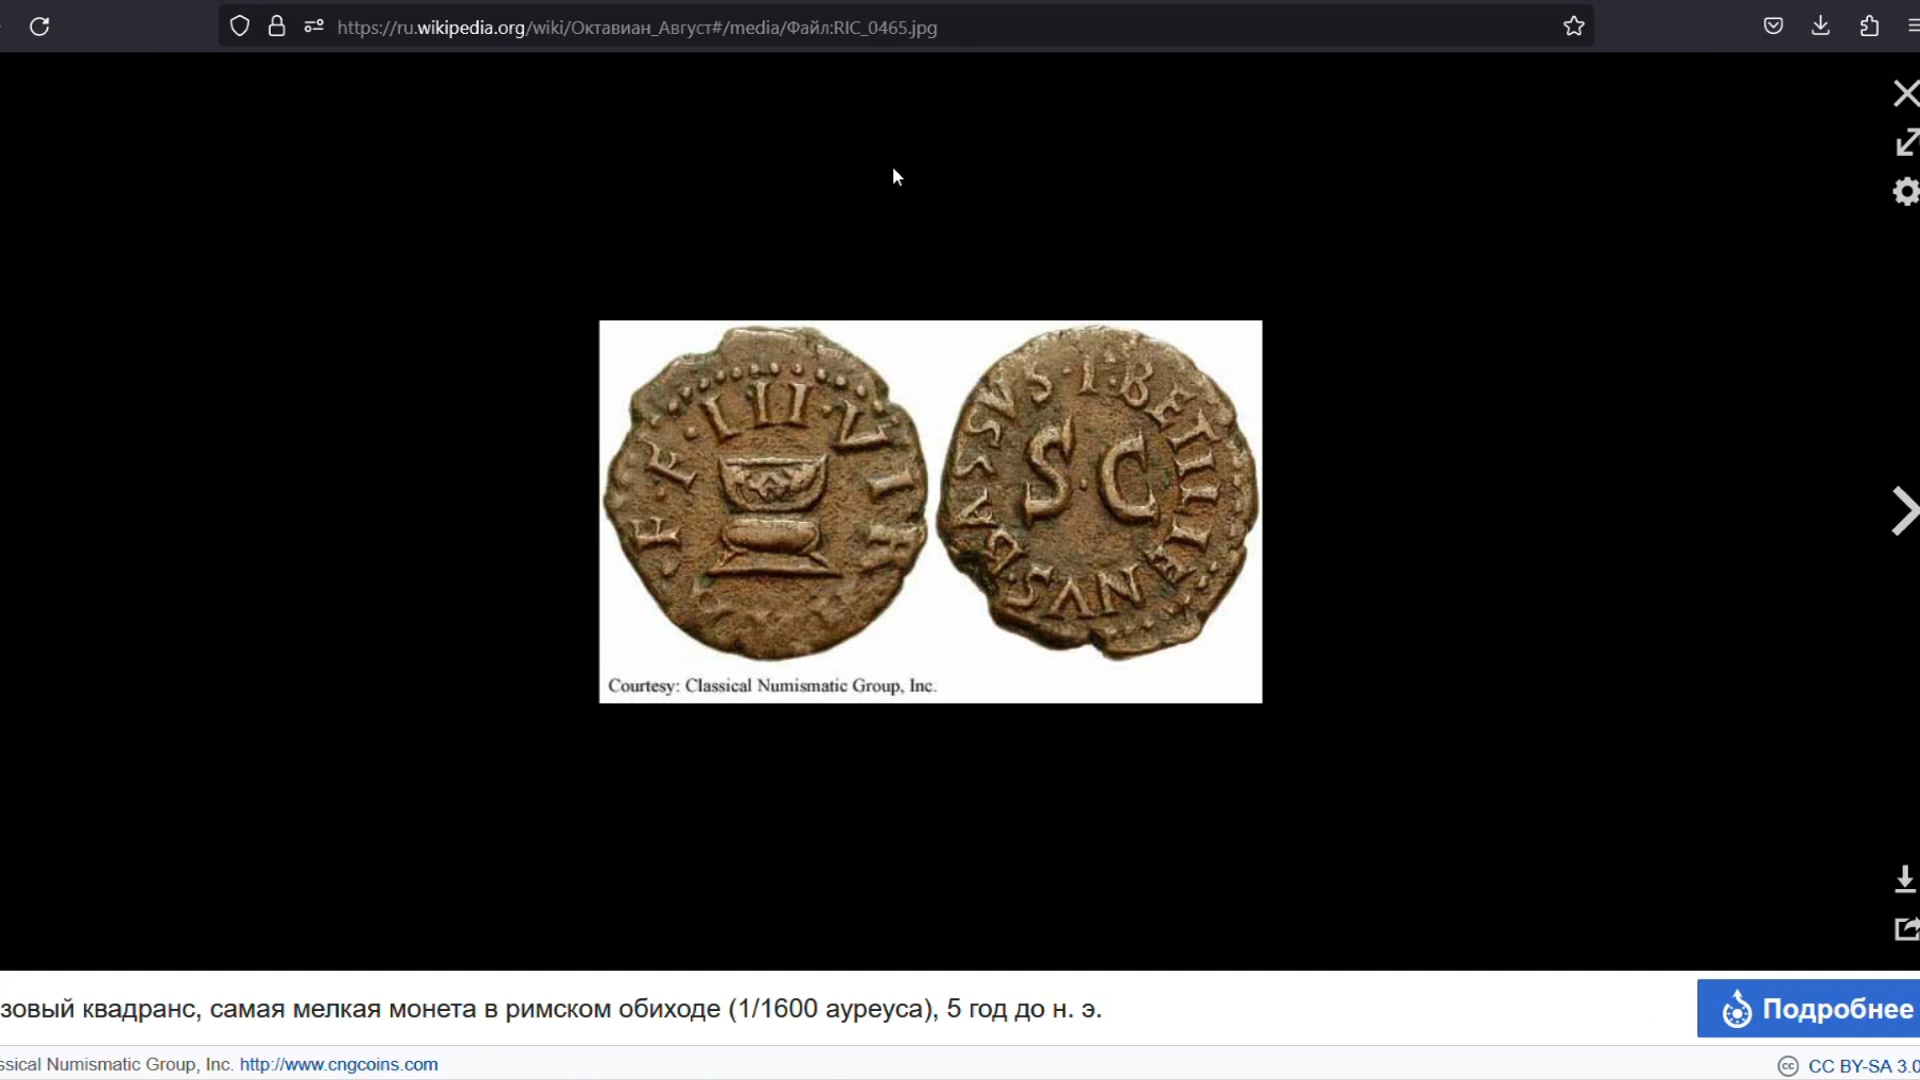 https://ru.wikipedia.org/wiki/Октавиан_Август#/media/Файл:RIC_0465.jpg
F · F · III · VIR
P · BETILIENVS · BASSVS
S · C
Courtesy: Classical Numismatic Group, Inc.
зовый квадранс, самая мелкая монета в римском обиходе (1/1600 ауреуса), 5 год до н. э.
Подробнее
ssical Numismatic Group, Inc. http://www.cngcoins.com
CC BY-SA 3.0